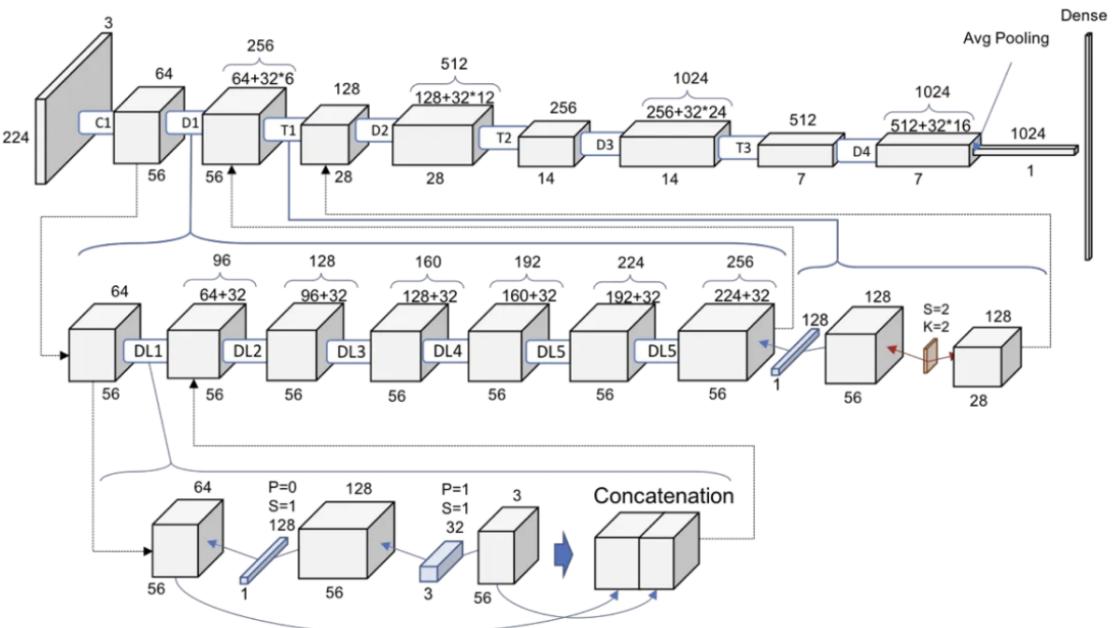 Dense
3
Avg Pooling
256
512
1024
1024
64
64+32*6
128
128+32*12
256
256+32*24
512
512+32*16
1024
224
C1
D1
T1
D2
T2
D3
T3
D4
56
56
28
28
14
14
7
7
1
96
128
160
192
224
256
64
64+32
96+32
128+32
160+32
192+32
224+32
128
128
S=2
K=2
128
DL1
DL2
DL3
DL4
DL5
DL5
56
56
56
56
56
56
56
1
56
28
64
P=0
S=1
128
128
P=1
S=1
32
3
Concatenation
56
1
56
3
56